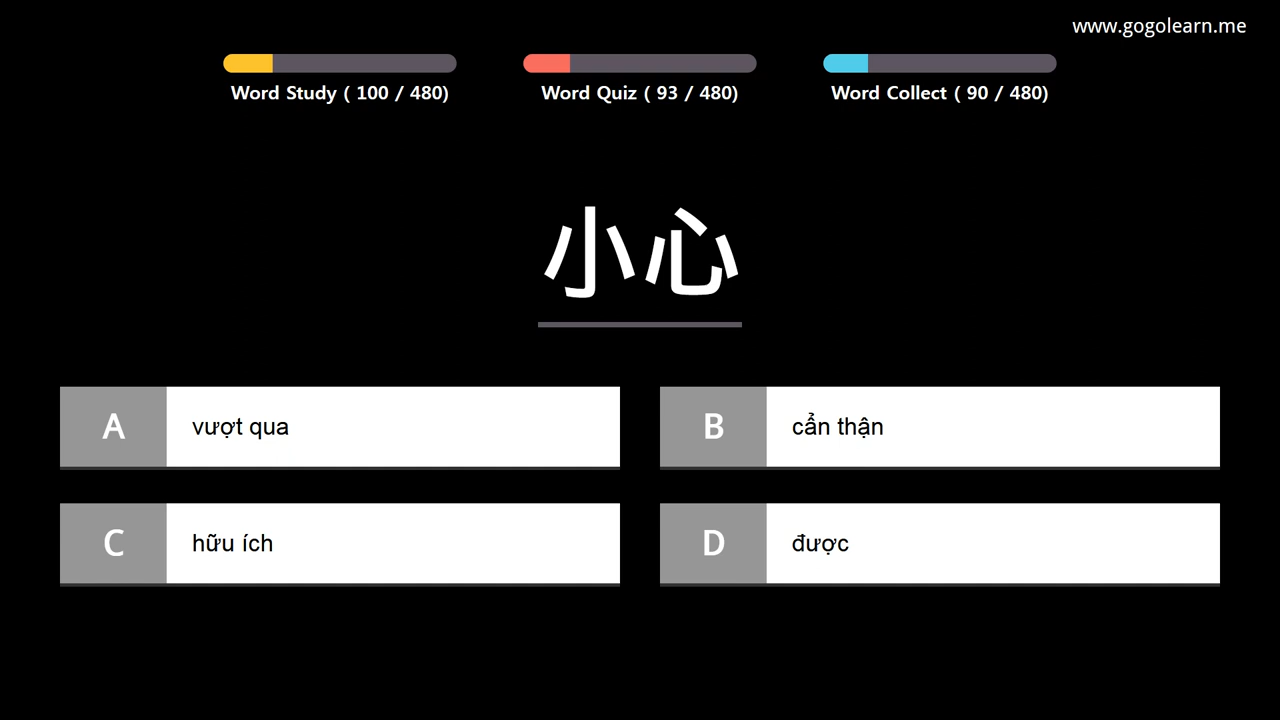 www.gogolearn.me
Word Study ( 100 / 480)
Word Quiz ( 93 / 480)
Word Collect ( 90 / 480)
小心
A vượt qua
B cẩn thận
C hữu ích
D được